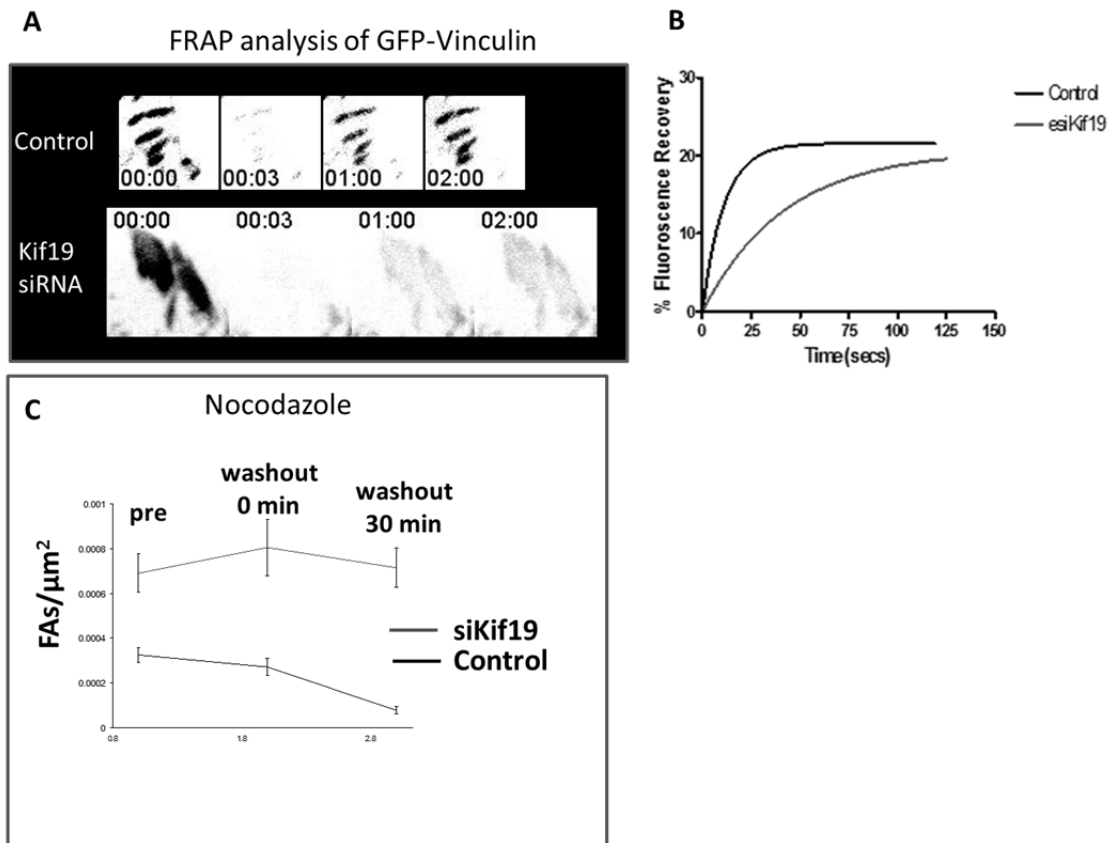 A
FRAP analysis of GFP-Vinculin
Control
00:00 00:03 01:00 02:00
Kif19
siRNA
00:00 00:03 01:00 02:00
B
% Fluoroscence Recovery
30
20
10
0
0 25 50 75 100 125 150
Time (secs)
Control
esiKif19
C
Nocodazole
pre
washout
0 min
washout
30 min
FAs/µm²
0.001
0.0008
0.0006
0.0004
0.0002
0
0.8 1.8 2.8
siKif19
Control